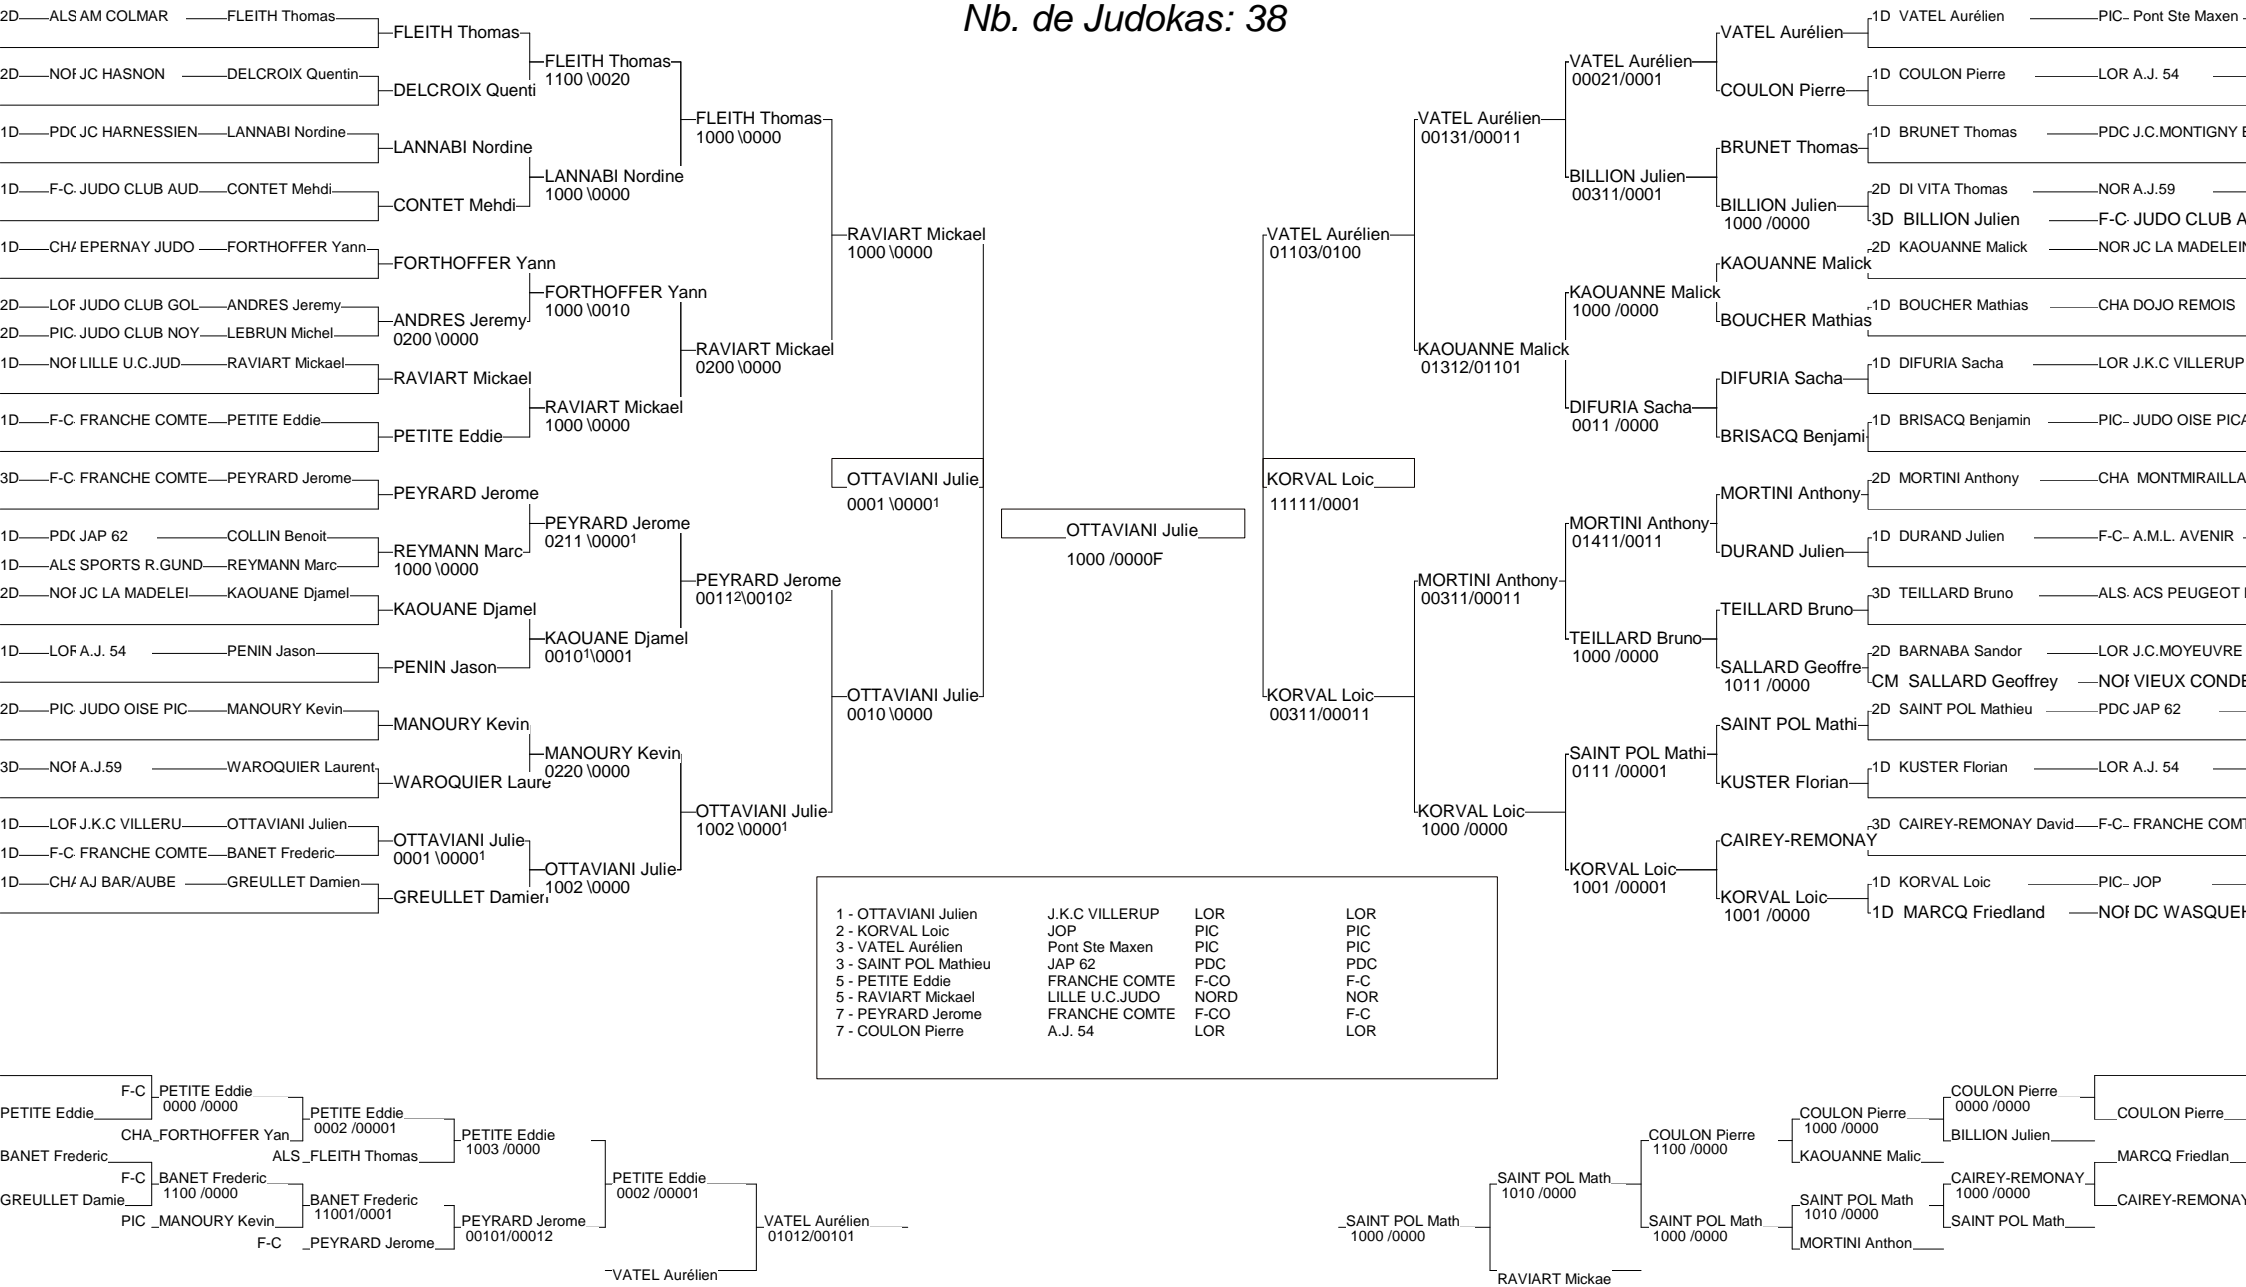 Nb. de Judokas: 38
2D ALS AM COLMAR FLEITH Thomas
2D NOR JC HASNON DELCROIX Quentin
1D PDC JC HARNESSIEN LANNABI Nordine
1D F-C JUDO CLUB AUD CONTET Mehdi
1D CHA EPERNAY JUDO FORTHOFFER Yann
2D LOR JUDO CLUB GOL ANDRES Jeremy
2D PIC JUDO CLUB NOY LEBRUN Michel
1D NOR LILLE U.C.JUD RAVIART Mickael
1D F-C FRANCHE COMTE PETITE Eddie
3D F-C FRANCHE COMTE PEYRARD Jerome
1D PDC JAP 62 COLLIN Benoit
1D ALS SPORTS R.GUND REYMANN Marc
2D NOR JC LA MADELEI KAOUANE Djamel
1D LOR A.J. 54 PENIN Jason
2D PIC JUDO OISE PIC MANOURY Kevin
3D NOR A.J.59 WAROQUIER Laurent
1D LOR J.K.C VILLERU OTTAVIANI Julien
1D F-C FRANCHE COMTE BANET Frederic
1D CHA AJ BAR/AUBE GREULLET Damien
FLEITH Thomas
DELCROIX Quenti
LANNABI Nordine
CONTET Mehdi
FORTHOFFER Yann
ANDRES Jeremy
0200 \0000
RAVIART Mickael
PETITE Eddie
PEYRARD Jerome
REYMANN Marc
1000 \0000
KAOUANE Djamel
PENIN Jason
MANOURY Kevin
WAROQUIER Laure
OTTAVIANI Julie
0001 \00001
GREULLET Damien
FLEITH Thomas
1100 \0020
LANNABI Nordine
1000 \0000
FORTHOFFER Yann
1000 \0010
RAVIART Mickael
1000 \0000
PEYRARD Jerome
0211 \00001
KAOUANE Djamel
00101\0001
MANOURY Kevin
0220 \0000
OTTAVIANI Julie
1002 \0000
FLEITH Thomas
1000 \0000
RAVIART Mickael
0200 \0000
PEYRARD Jerome
00112\00102
OTTAVIANI Julie
1002 \00001
RAVIART Mickael
1000 \0000
OTTAVIANI Julie
0010 \0000
OTTAVIANI Julie
0001 \00001
OTTAVIANI Julie
1000 /0000F
KORVAL Loic
11111/0001
VATEL Aurélien
01103/0100
KORVAL Loic
00311/00011
VATEL Aurélien
00131/00011
KAOUANNE Malick
01312/01101
MORTINI Anthony
00311/00011
KORVAL Loic
1000 /0000
VATEL Aurélien
00021/0001
BILLION Julien
00311/0001
KAOUANNE Malick
1000 /0000
DIFURIA Sacha
0011 /0000
MORTINI Anthony
01411/0011
TEILLARD Bruno
1000 /0000
SAINT POL Mathi
0111 /00001
KORVAL Loic
1001 /00001
VATEL Aurélien
COULON Pierre
BRUNET Thomas
BILLION Julien
1000 /0000
KAOUANNE Malick
BOUCHER Mathias
DIFURIA Sacha
BRISACQ Benjami
MORTINI Anthony
DURAND Julien
TEILLARD Bruno
SALLARD Geoffre
1011 /0000
SAINT POL Mathi
KUSTER Florian
CAIREY-REMONAY
KORVAL Loic
1001 /0000
1D VATEL Aurélien PIC Pont Ste Maxen
1D COULON Pierre LOR A.J. 54
1D BRUNET Thomas PDC J.C.MONTIGNY E
2D DI VITA Thomas NOR A.J.59
3D BILLION Julien F-C JUDO CLUB A
2D KAOUANNE Malick NOR JC LA MADELEIN
1D BOUCHER Mathias CHA DOJO REMOIS
1D DIFURIA Sacha LOR J.K.C VILLERUP
1D BRISACQ Benjamin PIC JUDO OISE PICA
2D MORTINI Anthony CHA MONTMIRAILLA
1D DURAND Julien F-C A.M.L. AVENIR
3D TEILLARD Bruno ALS ACS PEUGEOT
2D BARNABA Sandor LOR J.C.MOYEUVRE
CM SALLARD Geoffrey NOR VIEUX CONDE
2D SAINT POL Mathieu PDC JAP 62
1D KUSTER Florian LOR A.J. 54
3D CAIREY-REMONAY David F-C FRANCHE COMT
1D KORVAL Loic PIC JOP
1D MARCQ Friedland NOR DC WASQUEH
1 - OTTAVIANI Julien J.K.C VILLERUP LOR LOR
2 - KORVAL Loic JOP PIC PIC
3 - VATEL Aurélien Pont Ste Maxen PIC PIC
3 - SAINT POL Mathieu JAP 62 PDC PDC
5 - PETITE Eddie FRANCHE COMTE F-CO F-C
5 - RAVIART Mickael LILLE U.C.JUDO NORD NOR
7 - PEYRARD Jerome FRANCHE COMTE F-CO F-C
7 - COULON Pierre A.J. 54 LOR LOR
PETITE Eddie
BANET Frederic
GREULLET Damie
F-C PETITE Eddie
0000 /0000
CHA FORTHOFFER Yan
F-C BANET Frederic
1100 /0000
PIC MANOURY Kevin
PETITE Eddie
0002 /00001
ALS FLEITH Thomas
BANET Frederic
11001/0001
F-C PEYRARD Jerome
PETITE Eddie
1003 /0000
PEYRARD Jerome
00101/00012
PETITE Eddie
0002 /00001
VATEL Aurélien
VATEL Aurélien
01012/00101
SAINT POL Math
1000 /0000
SAINT POL Math
1010 /0000
RAVIART Mickae
COULON Pierre
1100 /0000
SAINT POL Math
1000 /0000
COULON Pierre
1000 /0000
KAOUANNE Malic
SAINT POL Math
1010 /0000
MORTINI Anthon
COULON Pierre
0000 /0000
BILLION Julien
CAIREY-REMONAY
1000 /0000
SAINT POL Math
COULON Pierre
MARCQ Friedlan
CAIREY-REMONAY